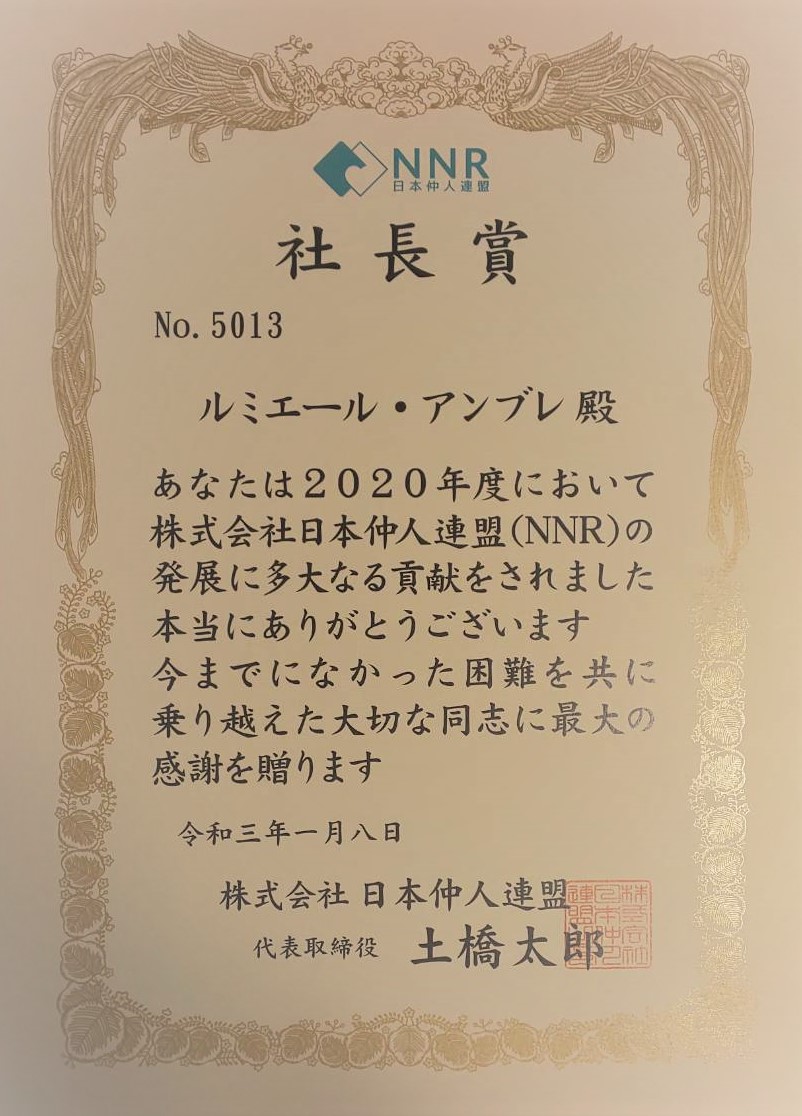 NNR
日本仲人連盟
社長賞
No. 5013
ルミエール・アンブレ 殿
あなたは2020年度において
株式会社日本仲人連盟(NNR)の
発展に多大なる貢献をされました
本当にありがとうございます
今までになかった困難を共に
乗り越えた大切な同志に最大の
感謝を贈ります
令和三年一月八日
株式会社 日本仲人連盟
代表取締役 土橋太郎